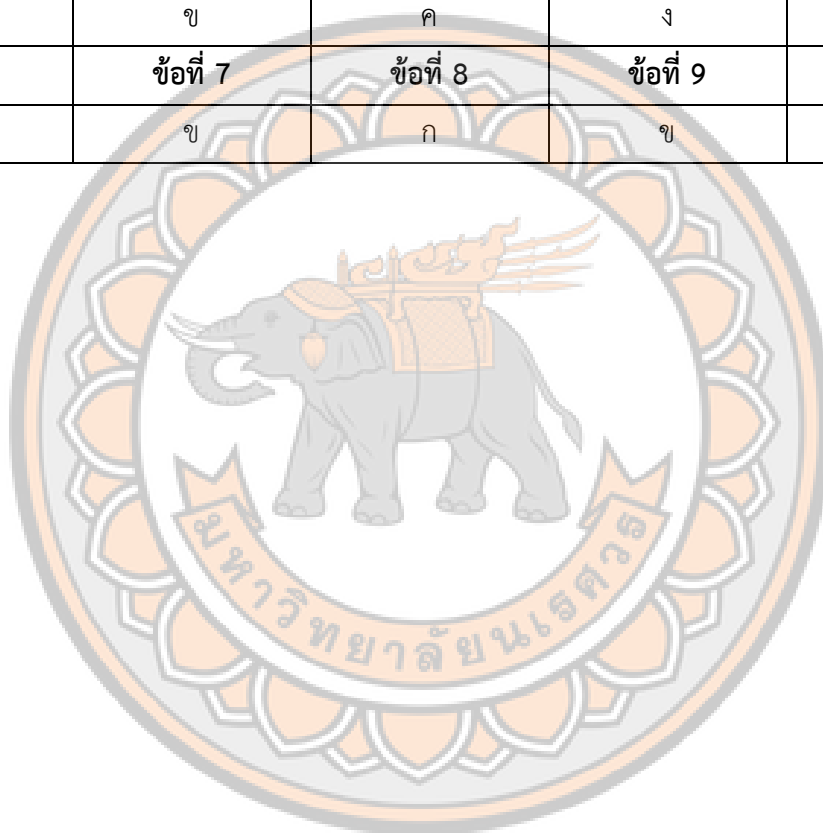 ข ค ง
ข้อที่ 7 ข้อที่ 8 ข้อที่ 9
ข ก ข
มหาวิทยาลัยนเรศวร